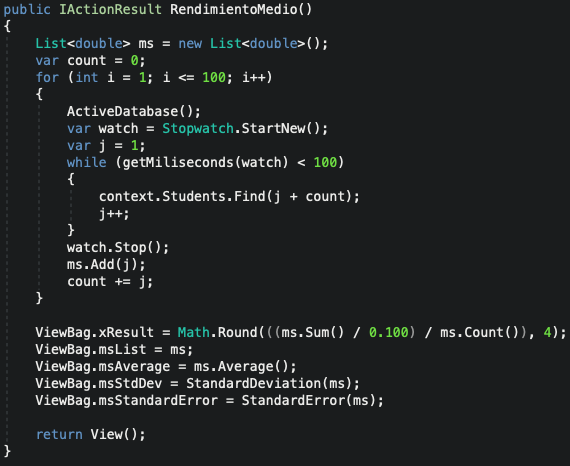 public IActionResult RendimientoMedio()
{
    List<double> ms = new List<double>();
    var count = 0;
    for (int i = 1; i <= 100; i++)
    {
        ActiveDatabase();
        var watch = Stopwatch.StartNew();
        var j = 1;
        while (getMiliseconds(watch) < 100)
        {
            context.Students.Find(j + count);
            j++;
        }
        watch.Stop();
        ms.Add(j);
        count += j;
    }

    ViewBag.xResult = Math.Round(((ms.Sum() / 0.100) / ms.Count()), 4);
    ViewBag.msList = ms;
    ViewBag.msAverage = ms.Average();
    ViewBag.msStdDev = StandardDeviation(ms);
    ViewBag.msStandardError = StandardError(ms);

    return View();
}